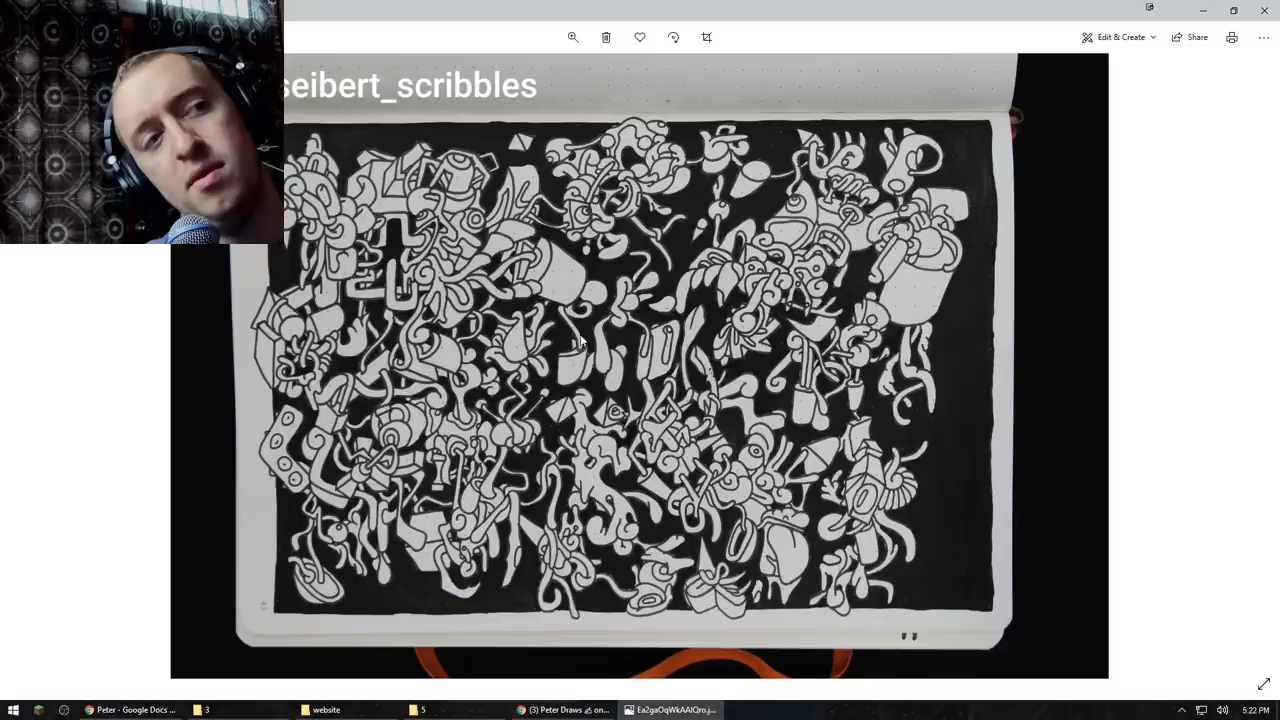 Edit & Create
Share
seibert_scribbles
Peter - Google Docs ...
3
website
5
(3) Peter Draws
on...
Ea2gaOqWkAAlQro.j...
5:22 PM